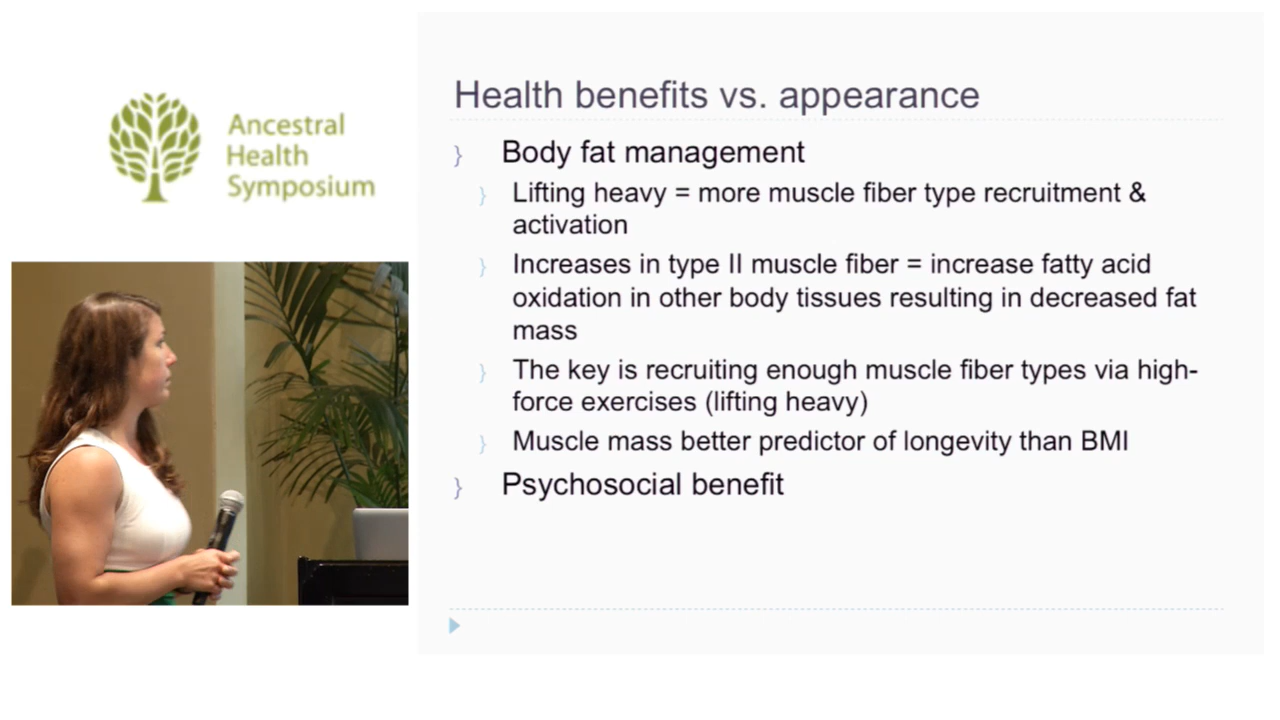 Ancestral
Health
Symposium
Health benefits vs. appearance
} Body fat management
} Lifting heavy = more muscle fiber type recruitment &
activation
} Increases in type II muscle fiber = increase fatty acid
oxidation in other body tissues resulting in decreased fat
mass
} The key is recruiting enough muscle fiber types via high-
force exercises (lifting heavy)
} Muscle mass better predictor of longevity than BMI
} Psychosocial benefit